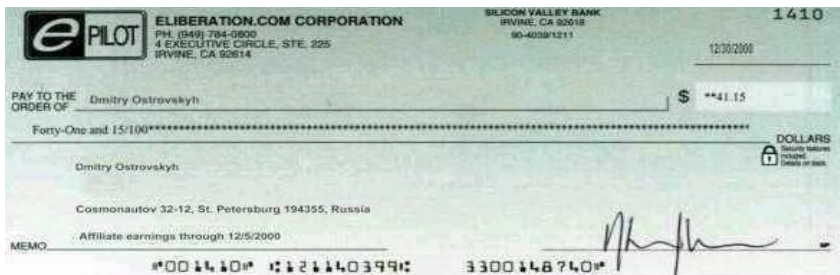 e PILOT
ELIBERATION.COM CORPORATION
PH. (949) 784-0800
4 EXECUTIVE CIRCLE, STE. 225
IRVINE, CA 92614
SILICON VALLEY BANK
IRVINE, CA 92618
90-4039/1211
1410
12/30/2000
PAY TO THE
ORDER OF Dmitry Ostrovskyh $ **41.15
Forty-One and 15/100******************************************************************************
DOLLARS
Security features
included.
Details on back.
Dmitry Ostrovskyh
Cosmonautov 32-12, St. Petersburg 194355, Russia
Affiliate earnings through 12/5/2000
MEMO
MP
⑈001410⑈ ⑆121140399⑆ 3300148740⑈